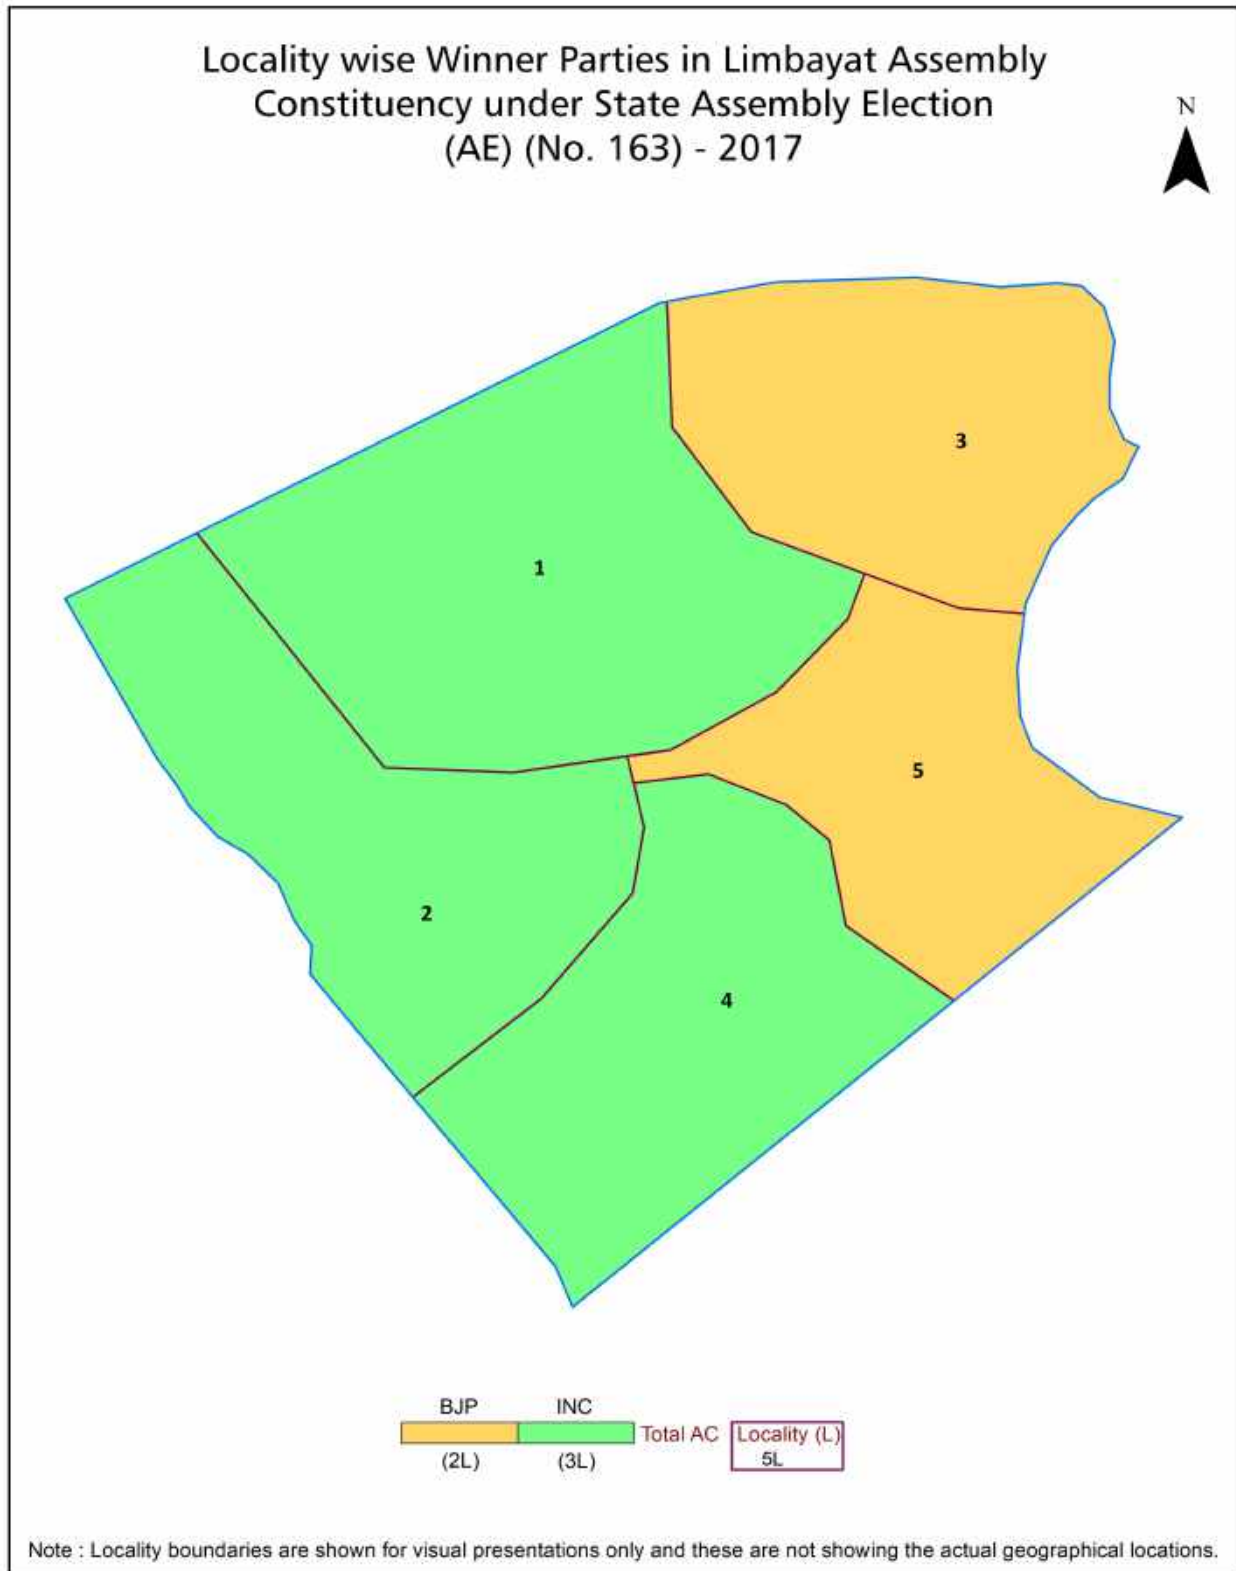 Locality wise Winner Parties in Limbayat Assembly
Constituency under State Assembly Election
(AE) (No. 163) - 2017
N
3
1
5
2
4
BJP INC
Total AC Locality (L)
(2L) (3L) 5L
Note : Locality boundaries are shown for visual presentations only and these are not showing the actual geographical locations.